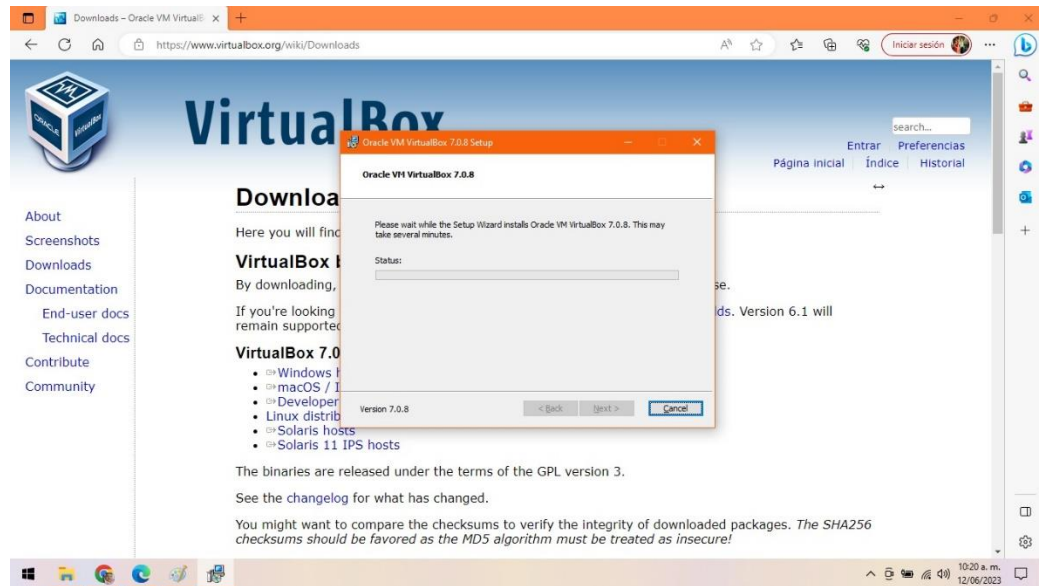 Downloads – Oracle VM VirtualB
https://www.virtualbox.org/wiki/Downloads
Iniciar sesión
VirtualBox
search...
Entrar Preferencias
Página inicial Índice Historial
About
Screenshots
Downloads
Documentation
End-user docs
Technical docs
Contribute
Community
Downloa
Here you will find
VirtualBox b
By downloading, se.
If you're looking lds. Version 6.1 will
remain supported
VirtualBox 7.0
Windows h
macOS / I
Developer
Linux distrib
Solaris hosts
Solaris 11 IPS hosts
The binaries are released under the terms of the GPL version 3.
See the changelog for what has changed.
You might want to compare the checksums to verify the integrity of downloaded packages. The SHA256
checksums should be favored as the MD5 algorithm must be treated as insecure!
Oracle VM VirtualBox 7.0.8 Setup
Oracle VM VirtualBox 7.0.8
Please wait while the Setup Wizard installs Oracle VM VirtualBox 7.0.8. This may
take several minutes.
Status:
Version 7.0.8
< Back Next > Cancel
10:20 a. m.
12/06/2023